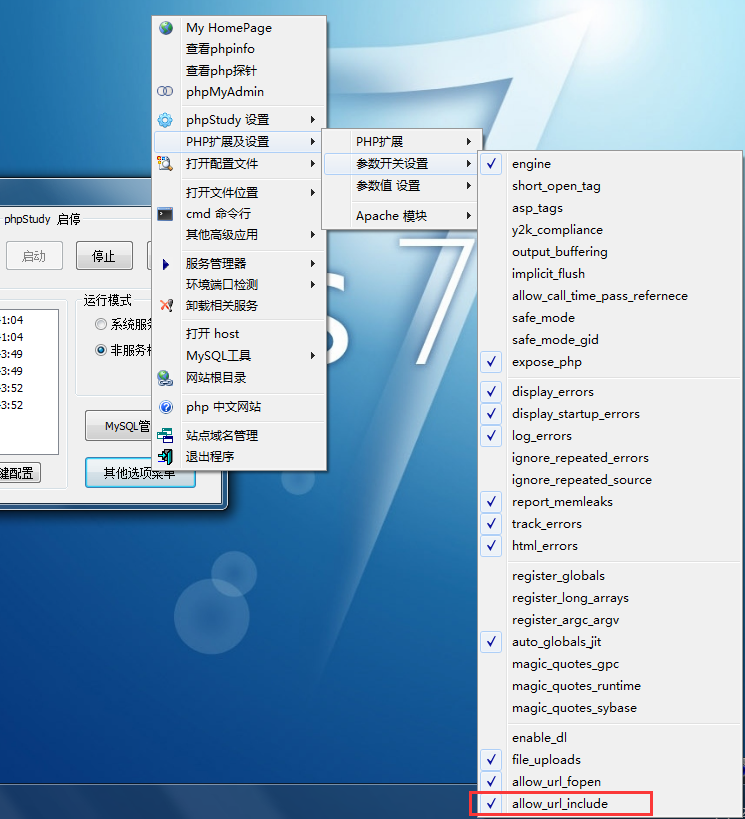 My HomePage
查看phpinfo
查看php探针
phpMyAdmin
phpStudy 设置
PHP扩展及设置
打开配置文件
打开文件位置
cmd 命令行
其他高级应用
服务管理器
环境端口检测
卸载相关服务
打开 host
MySQL工具
网站根目录
php 中文网站
站点域名管理
退出程序
PHP扩展
参数开关设置
参数值 设置
Apache 模块
engine
short_open_tag
asp_tags
y2k_compliance
output_buffering
implicit_flush
allow_call_time_pass_refernece
safe_mode
safe_mode_gid
expose_php
display_errors
display_startup_errors
log_errors
ignore_repeated_errors
ignore_repeated_source
report_memleaks
track_errors
html_errors
register_globals
register_long_arrays
register_argc_argv
auto_globals_jit
magic_quotes_gpc
magic_quotes_runtime
magic_quotes_sybase
enable_dl
file_uploads
allow_url_fopen
allow_url_include
phpStudy 启停
启动
停止
运行模式
系统服务
非服务
:04
:04
3:49
3:49
3:52
3:52
MySQL管
建配置
其他选项菜单
7
s 7